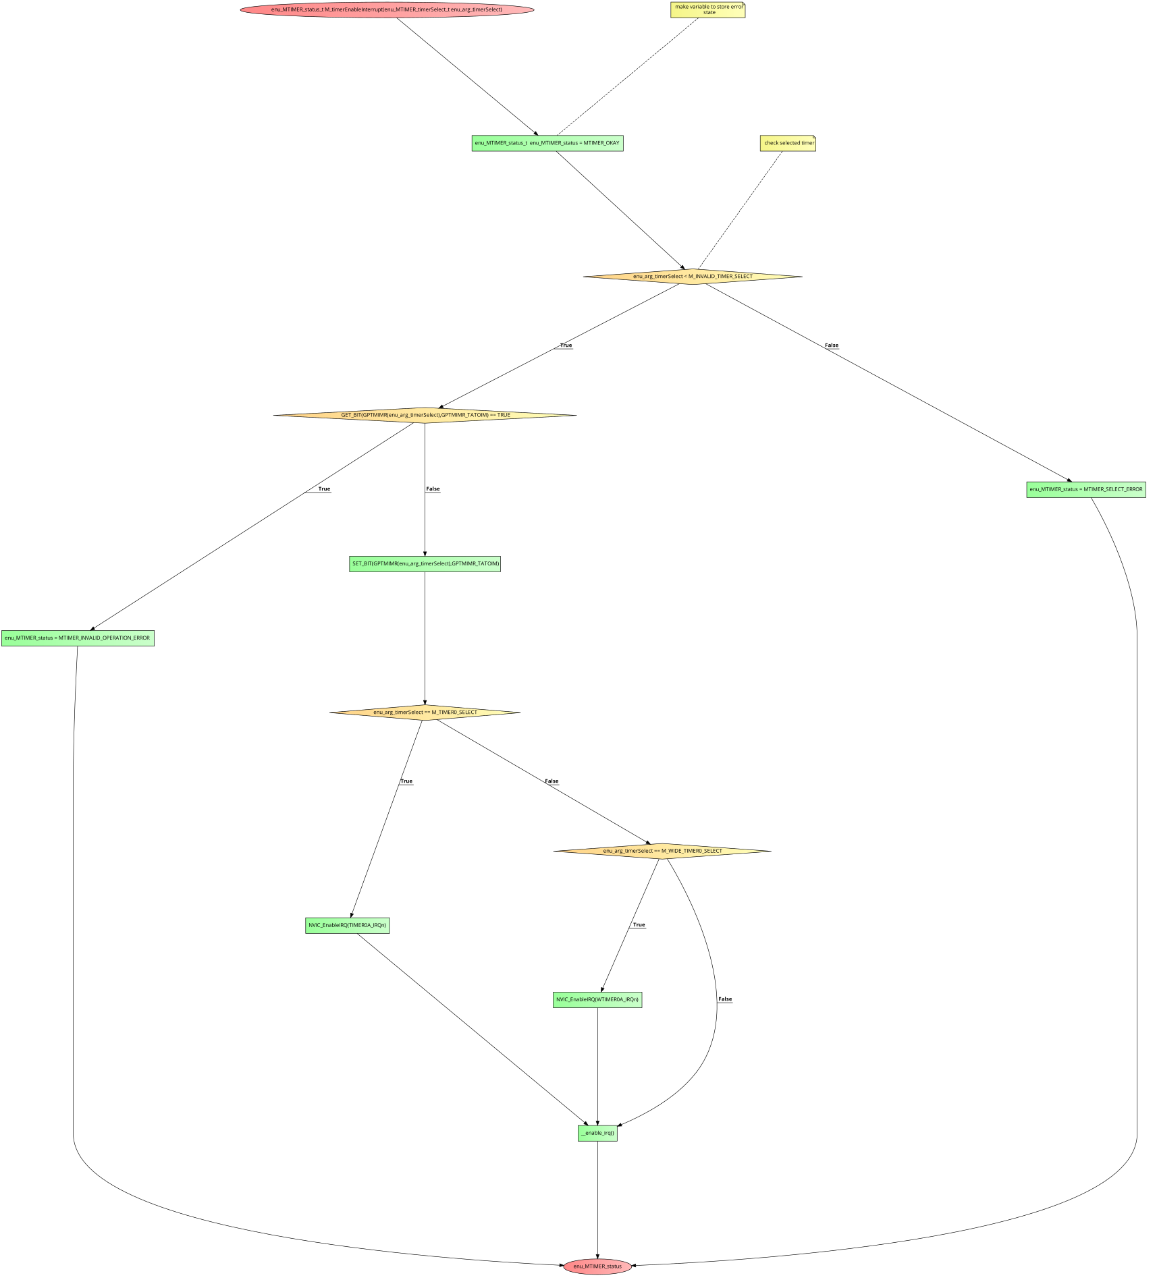 enu_MTIMER_status_t M_timerEnableInterrupt(enu_MTIMER_timerSelect_t enu_arg_timerSelect)
make variable to store error
state
enu_MTIMER_status_t enu_MTIMER_status = MTIMER_OKAY
check selected timer
enu_arg_timerSelect < M_INVALID_TIMER_SELECT
True
False
GET_BIT(GPTMIMR(enu_arg_timerSelect),GPTMIMR_TATOIM) == TRUE
True
False
enu_MTIMER_status = MTIMER_SELECT_ERROR
SET_BIT(GPTMIMR(enu_arg_timerSelect),GPTMIMR_TATOIM)
enu_MTIMER_status = MTIMER_INVALID_OPERATION_ERROR
enu_arg_timerSelect == M_TIMER0_SELECT
True
False
enu_arg_timerSelect == M_WIDE_TIMER0_SELECT
NVIC_EnableIRQ(TIMER0A_IRQn)
True
False
NVIC_EnableIRQ(WTIMER0A_IRQn)
__enable_irq()
enu_MTIMER_status